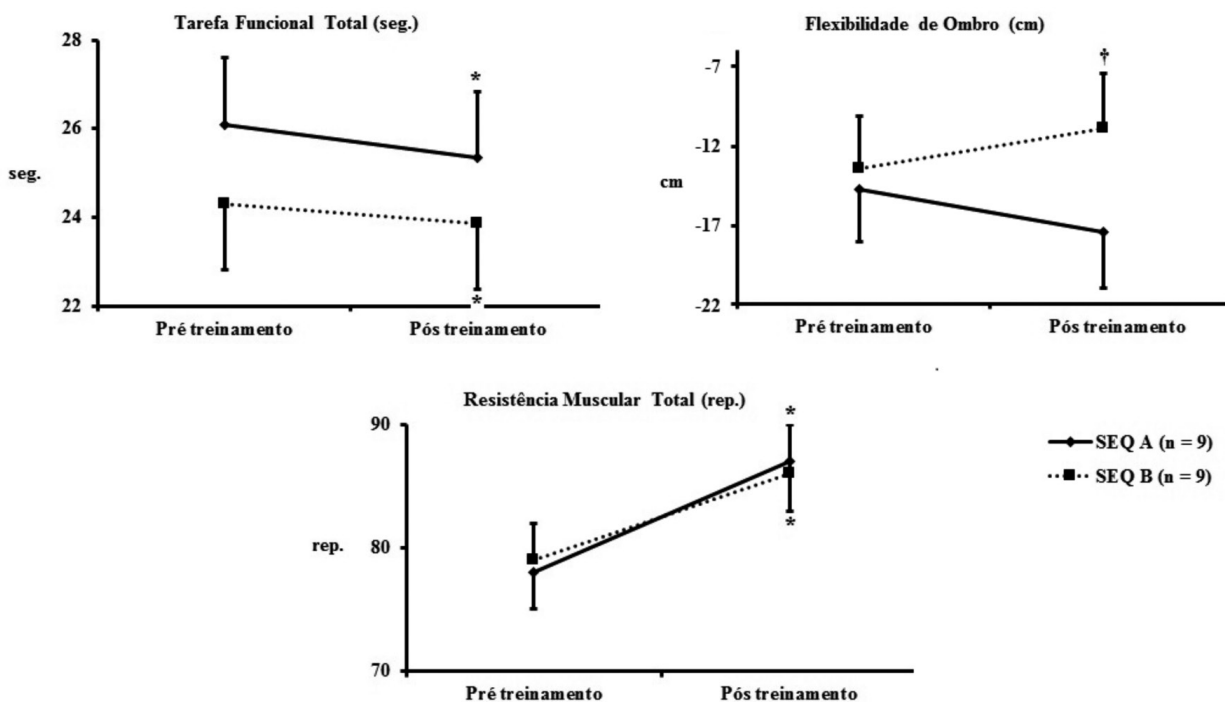 Tarefa Funcional Total (seg.)
28
26
24
22
seg.
*
*
Pré treinamento
Pós treinamento
Flexibilidade de Ombro (cm)
-7
-12
-17
-22
cm
†
Pré treinamento
Pós treinamento
Resistência Muscular Total (rep.)
90
80
70
rep.
*
*
Pré treinamento
Pós treinamento
SEQ A (n = 9)
SEQ B (n = 9)